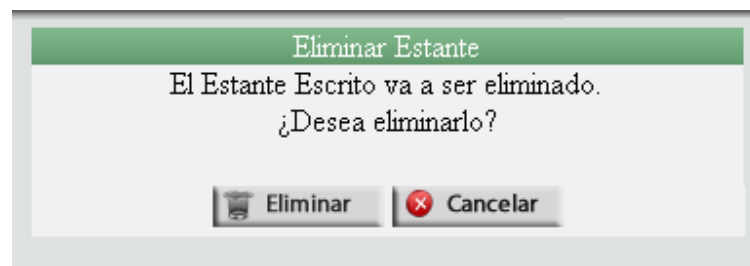 Eliminar Estante
El Estante Escrito va a ser eliminado.
¿Desea eliminarlo?
Eliminar Cancelar